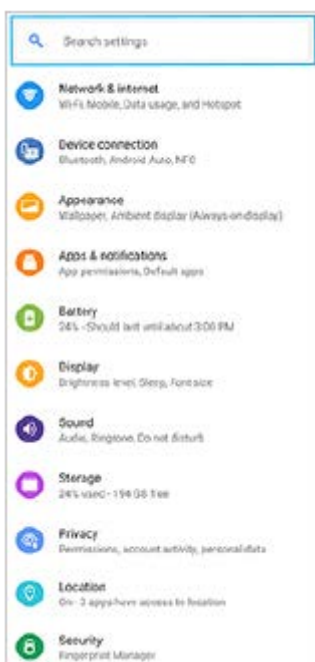 Search settings
Network & internet
Wi-Fi, Mobile, Data usage, and Hotspot
Device connection
Bluetooth, Android Auto, NFC
Appearance
Wallpaper, Ambient display (Always-on display)
Apps & notifications
App permissions, Default apps
Battery
24% - Should last until about 3:00 PM
Display
Brightness level, Sleep, Font size
Sound
Audio, Ringtone, Do not disturb
Storage
24% used - 194 GB free
Privacy
Permissions, account activity, personal data
Location
On - 3 apps have access to location
Security
Fingerprint Manager